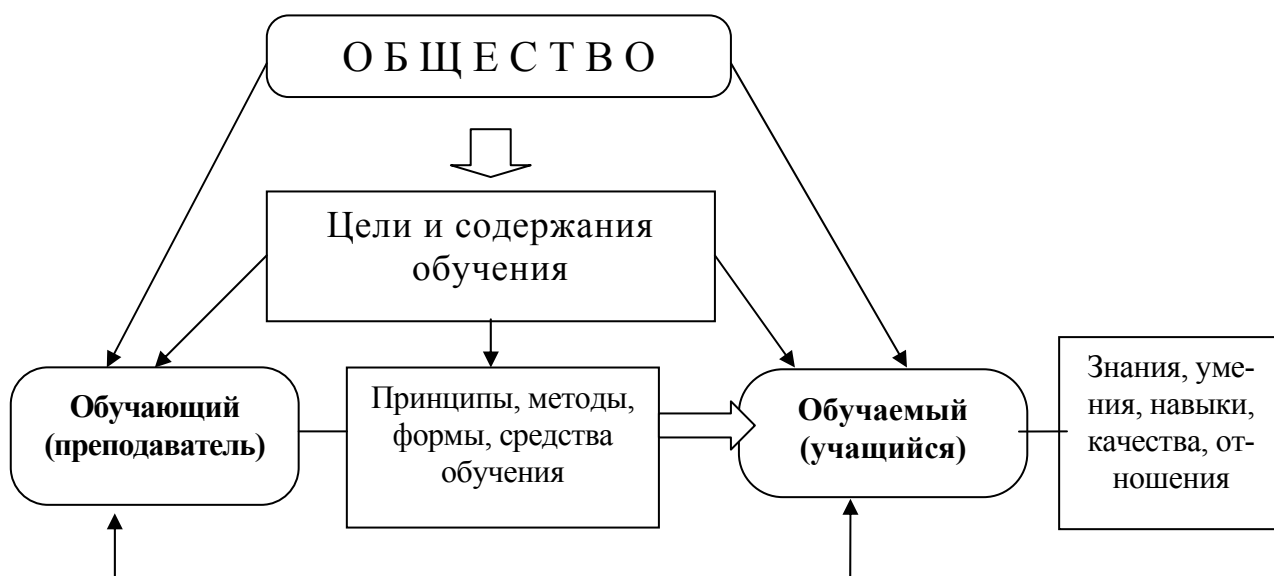 О Б Щ Е С Т В О
Цели и содержания
обучения
Обучающий
(преподаватель)
Принципы, методы,
формы, средства
обучения
Обучаемый
(учащийся)
Знания, уме-
ния, навыки,
качества, от-
ношения